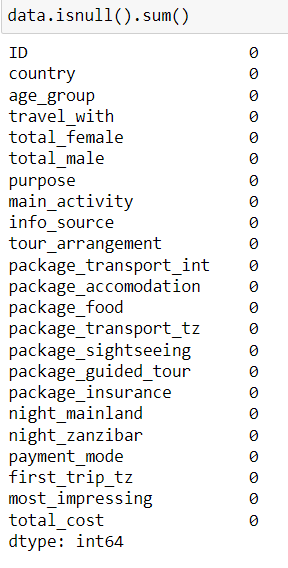 data.isnull().sum()
ID 0
country 0
age_group 0
travel_with 0
total_female 0
total_male 0
purpose 0
main_activity 0
info_source 0
tour_arrangement 0
package_transport_int 0
package_accomodation 0
package_food 0
package_transport_tz 0
package_sightseeing 0
package_guided_tour 0
package_insurance 0
night_mainland 0
night_zanzibar 0
payment_mode 0
first_trip_tz 0
most_impressing 0
total_cost 0
dtype: int64